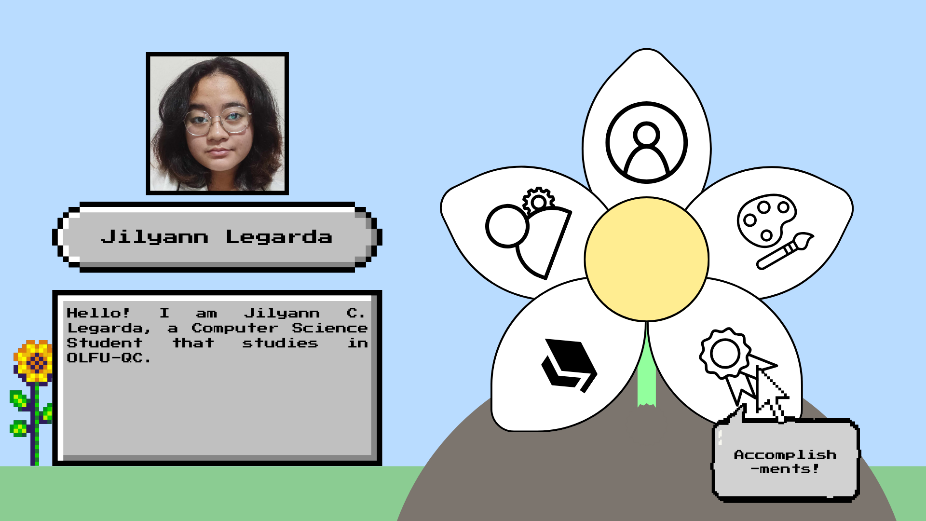 Jilyann Legarda
Hello! I am Jilyann C.
Legarda, a Computer Science
Student that studies in
OLFU-QC.
Accomplish
-ments!